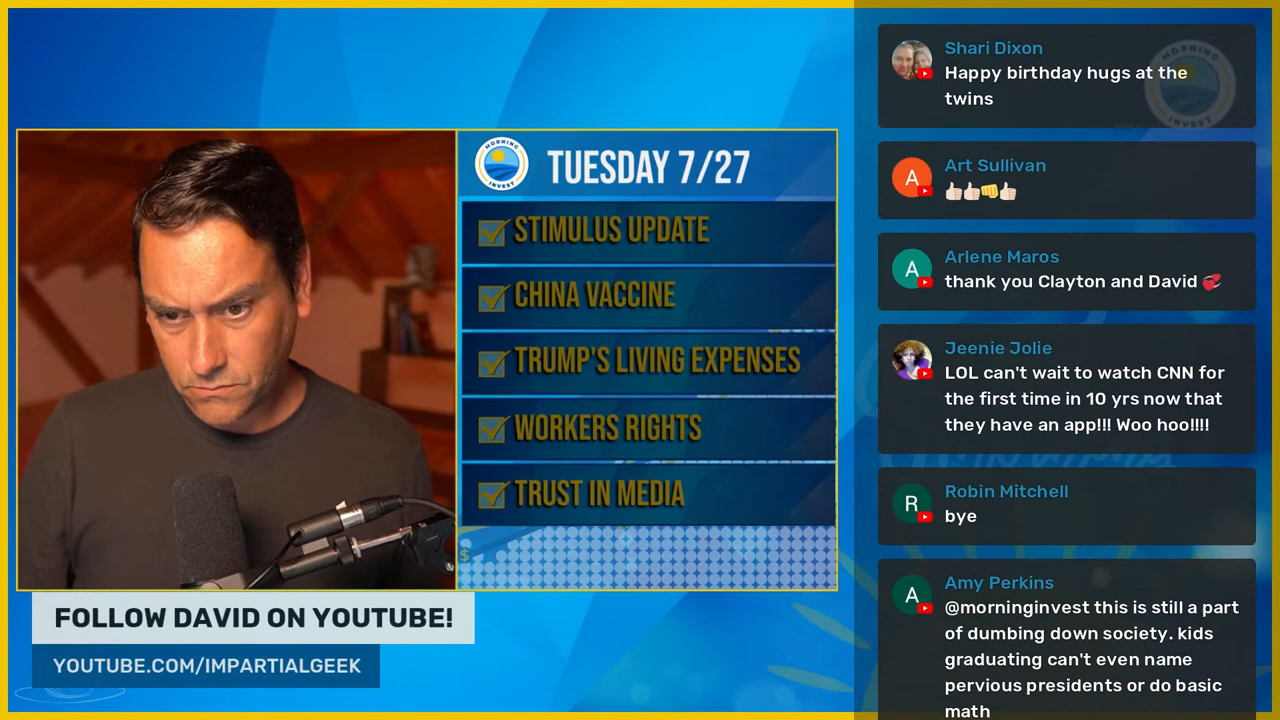 MORNING
INVEST
TUESDAY 7/27
STIMULUS UPDATE
CHINA VACCINE
TRUMP'S LIVING EXPENSES
WORKERS RIGHTS
TRUST IN MEDIA
$
FOLLOW DAVID ON YOUTUBE!
YOUTUBE.COM/IMPARTIALGEEK
MORNING
INVEST
Shari Dixon
Happy birthday hugs at the
twins
A
Art Sullivan
👍🏻👍🏻👊👍🏻
A
Arlene Maros
thank you Clayton and David 💞
Jeenie Jolie
LOL can't wait to watch CNN for
the first time in 10 yrs now that
they have an app!!! Woo hoo!!!!
R
Robin Mitchell
bye
A
Amy Perkins
@morninginvest this is still a part
of dumbing down society. kids
graduating can't even name
pervious presidents or do basic
math